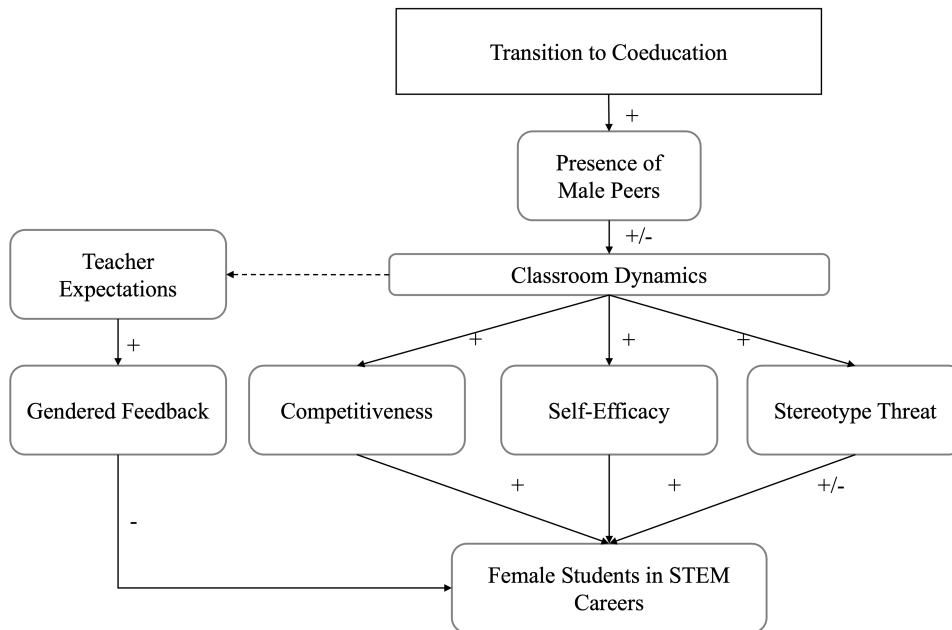 Transition to Coeducation
+
Presence of
Male Peers
+/-
Teacher
Expectations
Classroom Dynamics
+
+
+
+
Gendered Feedback
Competitiveness
Self-Efficacy
Stereotype Threat
+
+
+/-
-
Female Students in STEM
Careers